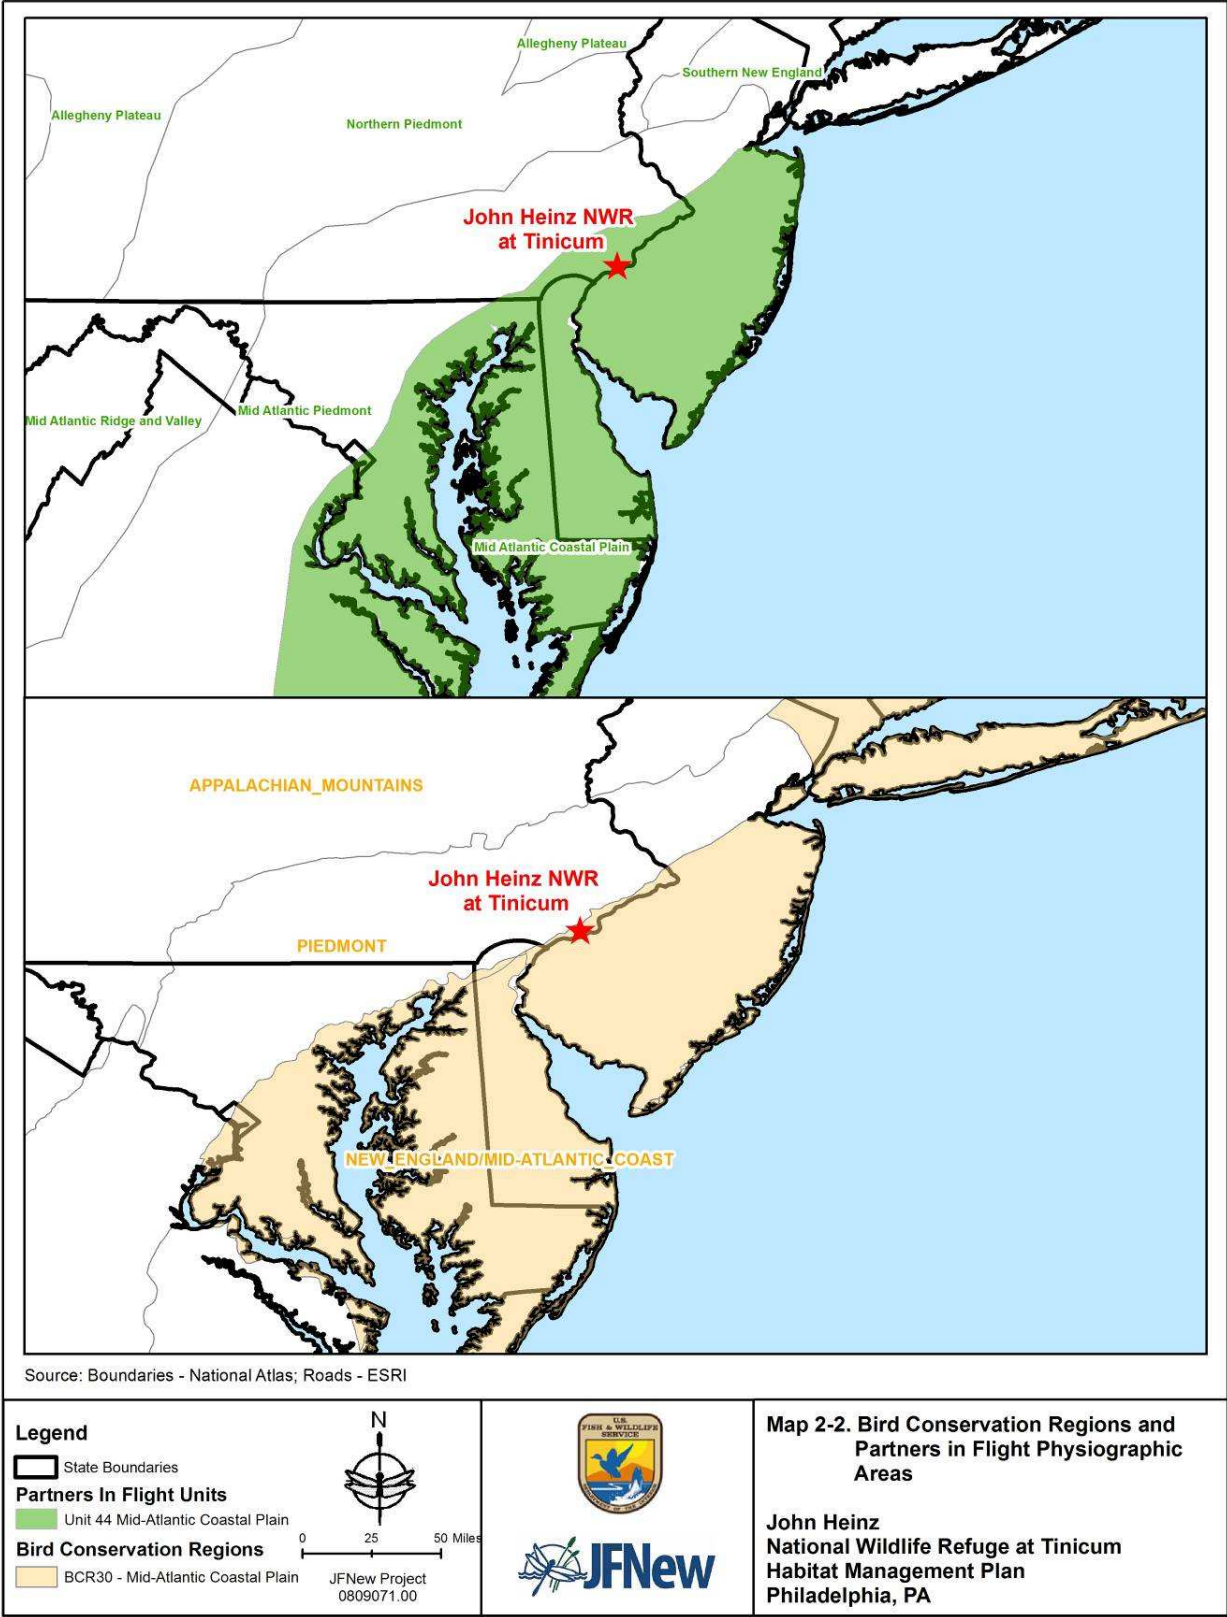 Allegheny Plateau
Southern New England
Allegheny Plateau
Northern Piedmont
John Heinz NWR
at Tinicum
Mid Atlantic Piedmont
Mid Atlantic Ridge and Valley
Mid Atlantic Coastal Plain
APPALACHIAN_MOUNTAINS
John Heinz NWR
at Tinicum
PIEDMONT
NEW_ENGLAND/MID-ATLANTIC_COAST
Source: Boundaries - National Atlas; Roads - ESRI
Legend
State Boundaries
Partners In Flight Units
Unit 44 Mid-Atlantic Coastal Plain
Bird Conservation Regions
BCR30 - Mid-Atlantic Coastal Plain
N
0 25 50 Miles
JFNew Project
0809071.00
U.S.
FISH & WILDLIFE
SERVICE
DEPARTMENT OF THE INTERIOR
JFNew
Map 2-2. Bird Conservation Regions and
Partners in Flight Physiographic
Areas
John Heinz
National Wildlife Refuge at Tinicum
Habitat Management Plan
Philadelphia, PA